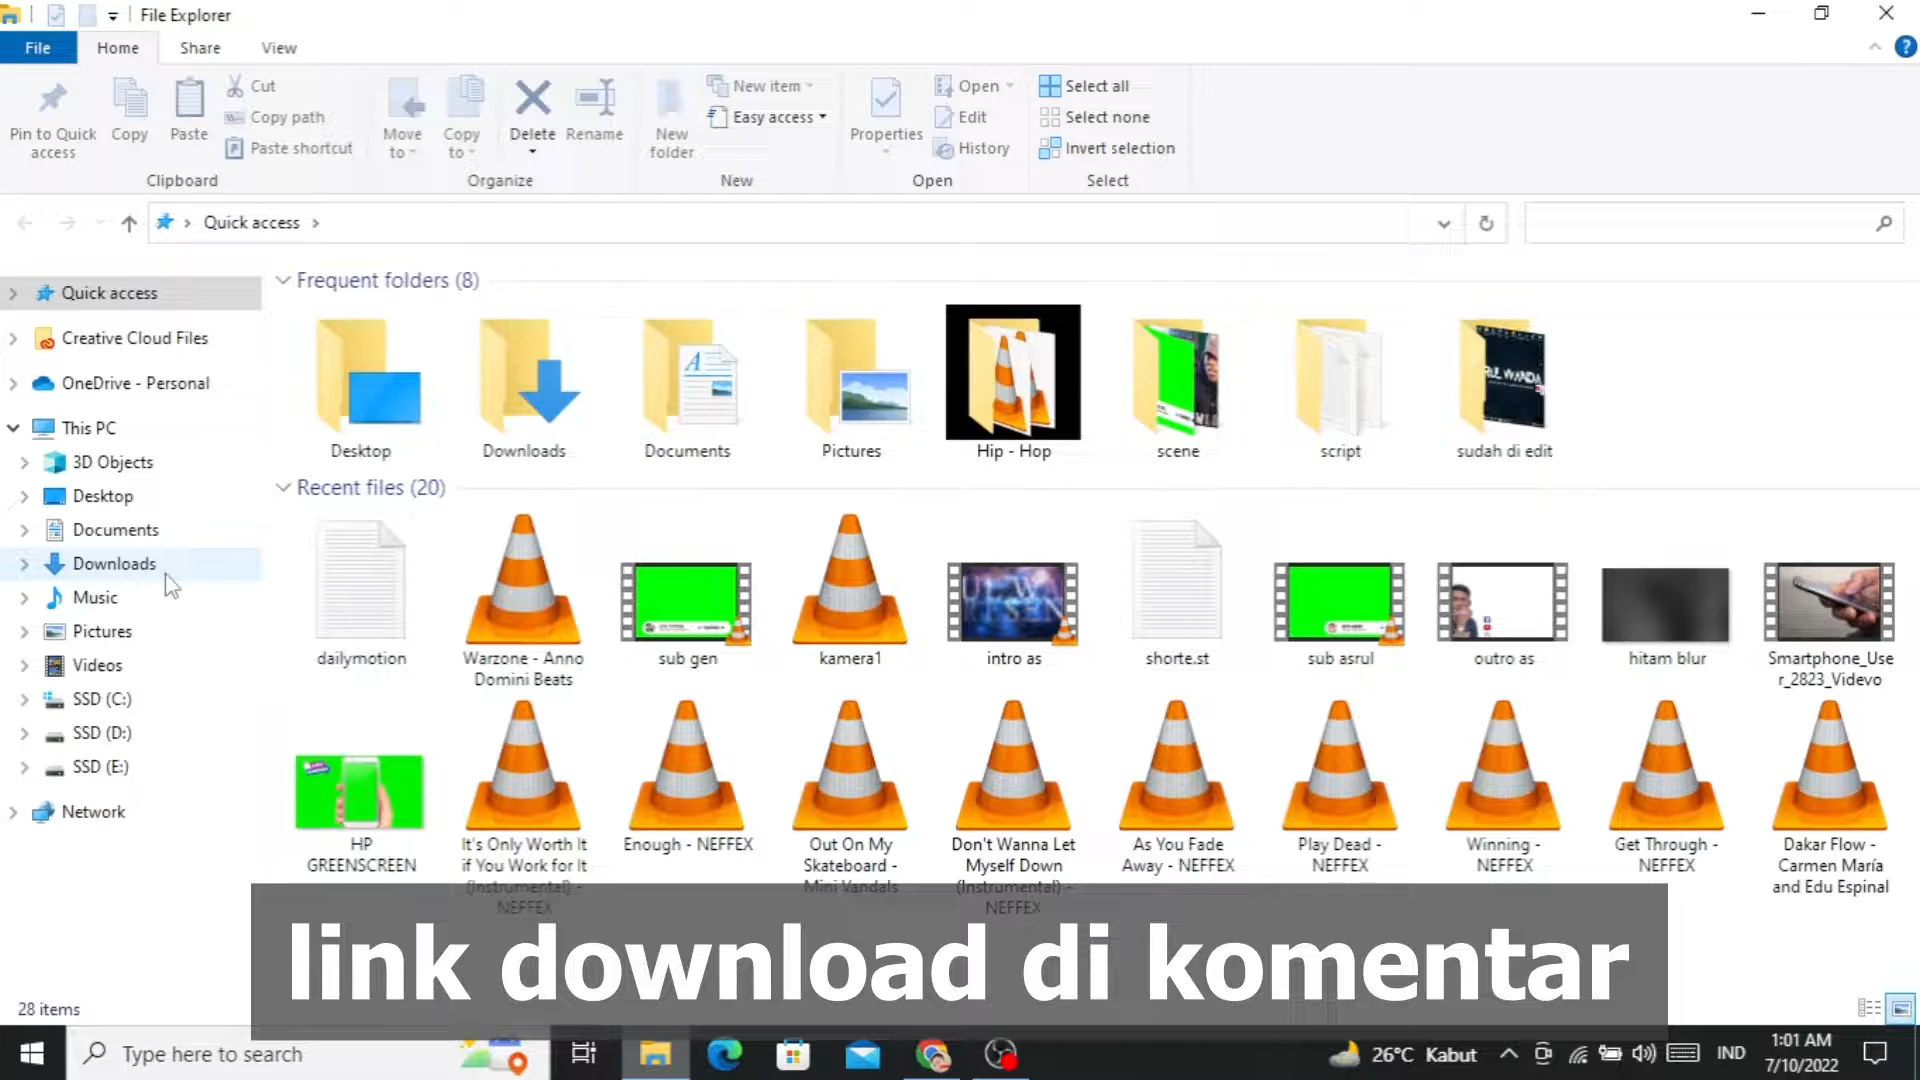 File Explorer
File
Home
Share
View
Pin to Quick access
Copy
Paste
Cut
Copy path
Paste shortcut
Clipboard
Move to
Copy to
Delete
Rename
Organize
New folder
New item
Easy access
New
Properties
Open
Edit
History
Open
Select all
Select none
Invert selection
Select
Quick access
Quick access
Creative Cloud Files
OneDrive - Personal
This PC
3D Objects
Desktop
Documents
Downloads
Music
Pictures
Videos
SSD (C:)
SSD (D:)
SSD (E:)
Network
Frequent folders (8)
Desktop
Downloads
Documents
Pictures
Hip - Hop
scene
script
sudah di edit
Recent files (20)
dailymotion
Warzone - Anno
Domini Beats
sub gen
kamera1
intro as
shorte.st
sub asrul
outro as
hitam blur
Smartphone_Use
r_2823_Videvo
HP
GREENSCREEN
It's Only Worth It
if You Work for It
(Instrumental) -
NEFFEX
Enough - NEFFEX
Out On My
Skateboard -
Mini Vandals
Don't Wanna Let
Myself Down
(Instrumental) -
NEFFEX
As You Fade
Away - NEFFEX
Play Dead -
NEFFEX
Winning -
NEFFEX
Get Through -
NEFFEX
Dakar Flow -
Carmen María
and Edu Espinal
link download di komentar
28 items
Type here to search
26°C Kabut
IND
1:01 AM
7/10/2022